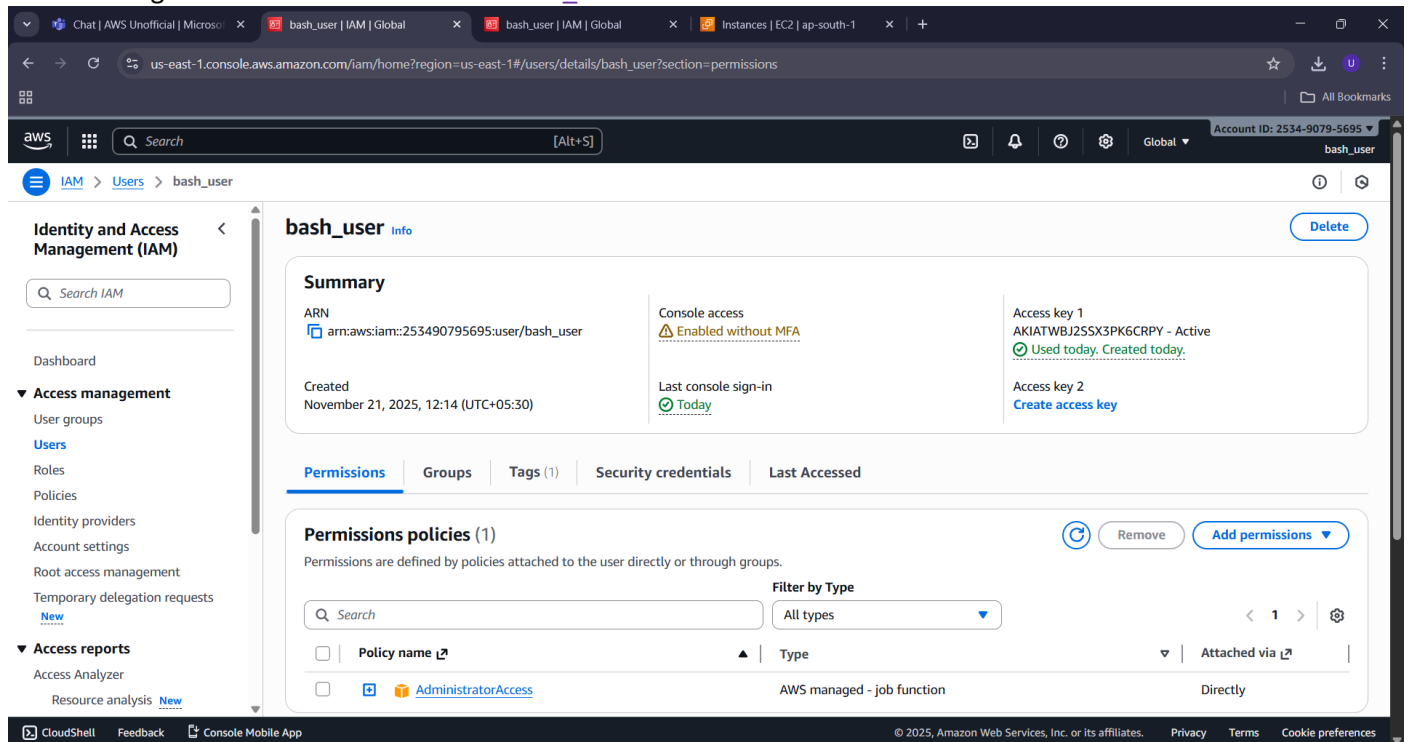 Chat | AWS Unofficial | Microsof
bash_user | IAM | Global
bash_user | IAM | Global
Instances | EC2 | ap-south-1
us-east-1.console.aws.amazon.com/iam/home?region=us-east-1#/users/details/bash_user?section=permissions
U
All Bookmarks
aws
Search
[Alt+S]
Global
Account ID: 2534-9079-5695
bash_user
IAM > Users > bash_user
Identity and Access
Management (IAM)
Search IAM
Dashboard
Access management
User groups
Users
Roles
Policies
Identity providers
Account settings
Root access management
Temporary delegation requests
New
Access reports
Access Analyzer
Resource analysis New
bash_user Info
Delete
Summary
ARN
arn:aws:iam::253490795695:user/bash_user
Console access
Enabled without MFA
Access key 1
AKIATWBJ2SSX3PK6CRPY - Active
Used today. Created today.
Created
November 21, 2025, 12:14 (UTC+05:30)
Last console sign-in
Today
Access key 2
Create access key
Permissions
Groups
Tags (1)
Security credentials
Last Accessed
Permissions policies (1)
Remove
Add permissions
Permissions are defined by policies attached to the user directly or through groups.
Filter by Type
Search
All types
1
Policy name
Type
Attached via
AdministratorAccess
AWS managed - job function
Directly
CloudShell
Feedback
Console Mobile App
© 2025, Amazon Web Services, Inc. or its affiliates.
Privacy
Terms
Cookie preferences